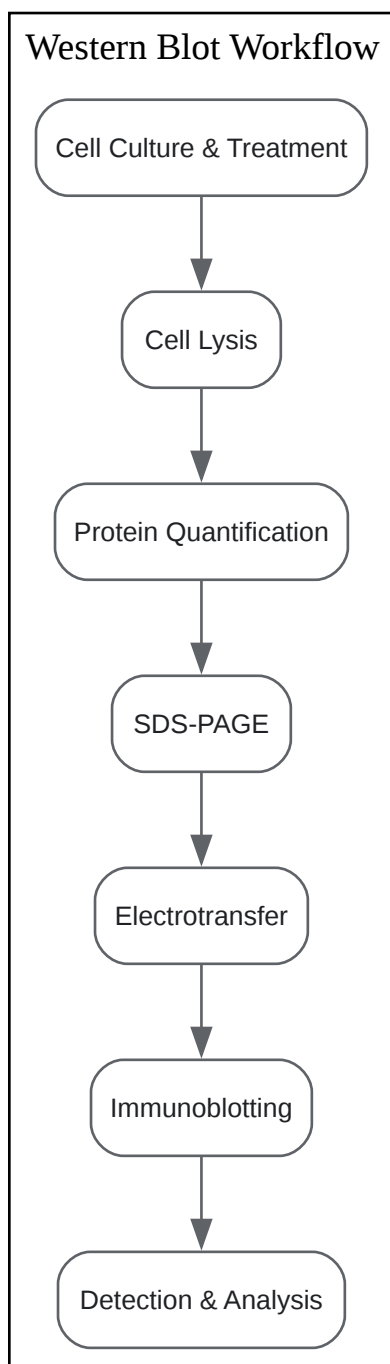 Western Blot Workflow
Cell Culture & Treatment
Cell Lysis
Protein Quantification
SDS-PAGE
Electrotransfer
Immunoblotting
Detection & Analysis